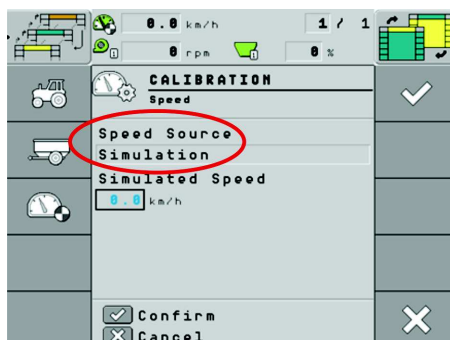 0.0 km/h 1 / 1
0 rpm 0 %
CALIBRATION
Speed
Speed Source
Simulation
Simulated Speed
0.0 km/h
Confirm
Cancel